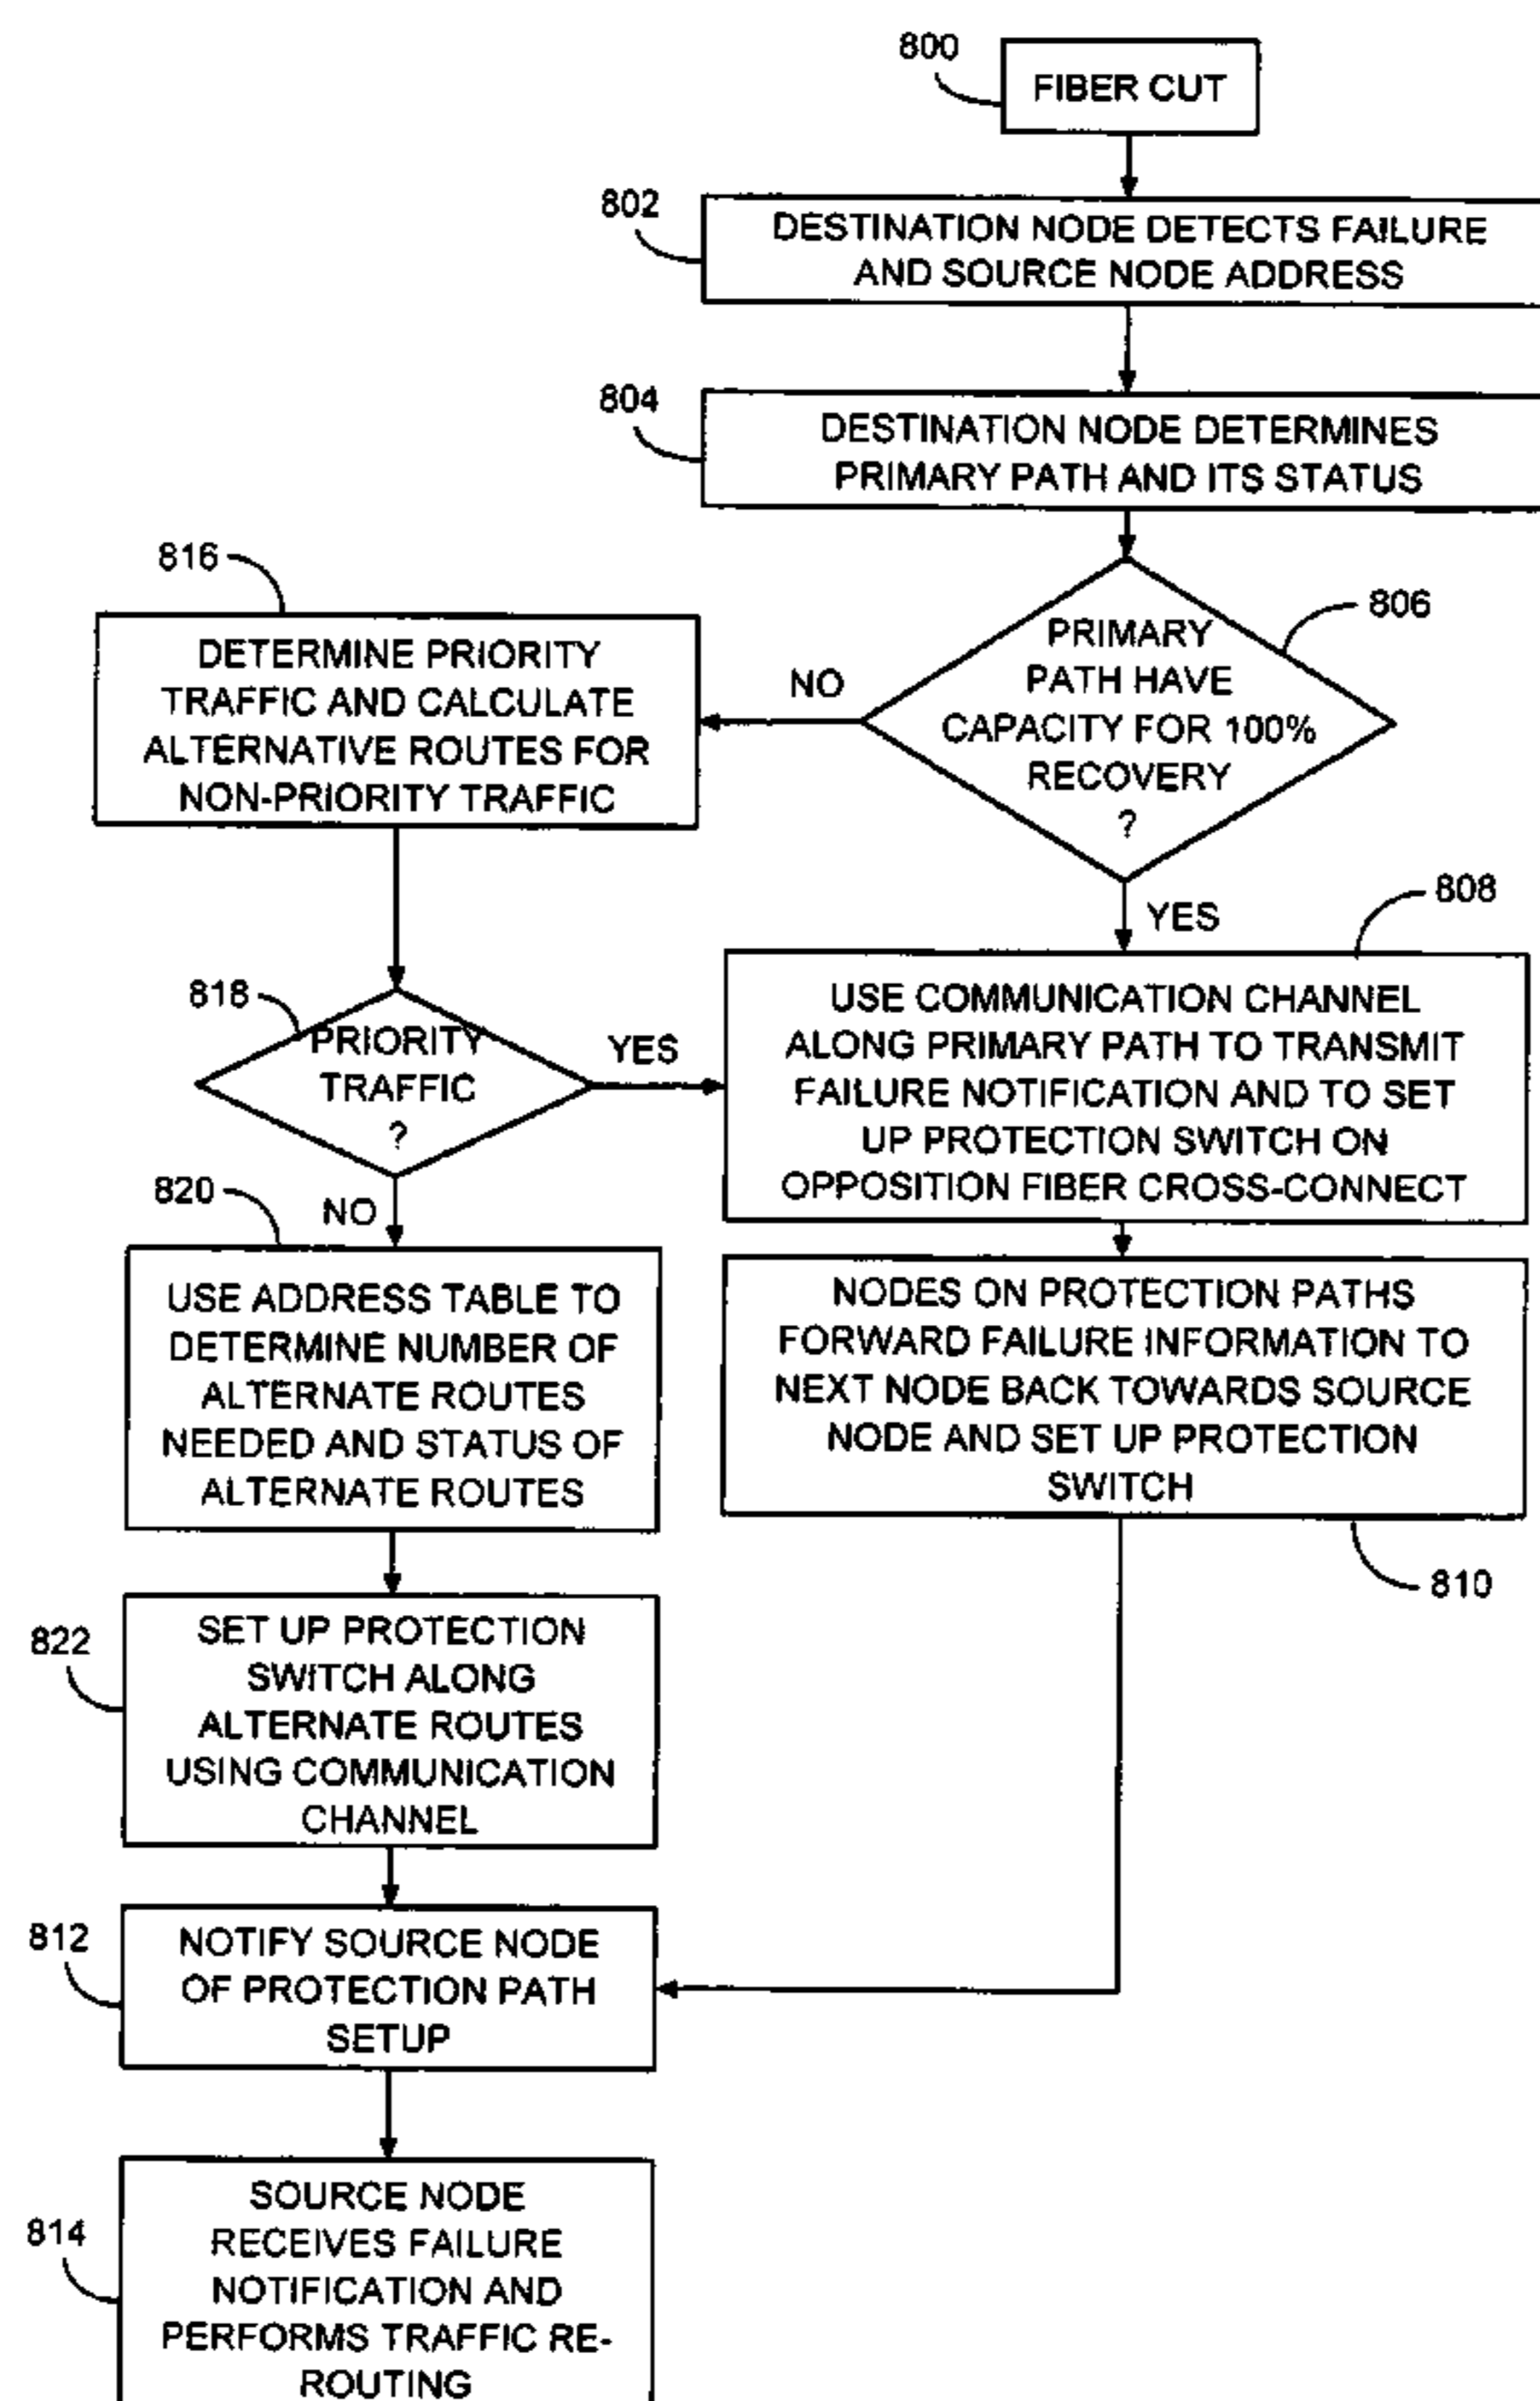 800
FIBER CUT
802
DESTINATION NODE DETECTS FAILURE
AND SOURCE NODE ADDRESS
804
DESTINATION NODE DETERMINES
PRIMARY PATH AND ITS STATUS
806
PRIMARY
PATH HAVE
CAPACITY FOR 100%
RECOVERY
?
NO
YES
816
DETERMINE PRIORITY
TRAFFIC AND CALCULATE
ALTERNATIVE ROUTES FOR
NON-PRIORITY TRAFFIC
818
PRIORITY
TRAFFIC
?
YES
NO
808
USE COMMUNICATION CHANNEL
ALONG PRIMARY PATH TO TRANSMIT
FAILURE NOTIFICATION AND TO SET
UP PROTECTION SWITCH ON
OPPOSITION FIBER CROSS-CONNECT
820
USE ADDRESS TABLE TO
DETERMINE NUMBER OF
ALTERNATE ROUTES
NEEDED AND STATUS OF
ALTERNATE ROUTES
NODES ON PROTECTION PATHS
FORWARD FAILURE INFORMATION TO
NEXT NODE BACK TOWARDS SOURCE
NODE AND SET UP PROTECTION
SWITCH
810
822
SET UP PROTECTION
SWITCH ALONG
ALTERNATE ROUTES
USING COMMUNICATION
CHANNEL
812
NOTIFY SOURCE NODE
OF PROTECTION PATH
SETUP
814
SOURCE NODE
RECEIVES FAILURE
NOTIFICATION AND
PERFORMS TRAFFIC RE-
ROUTING